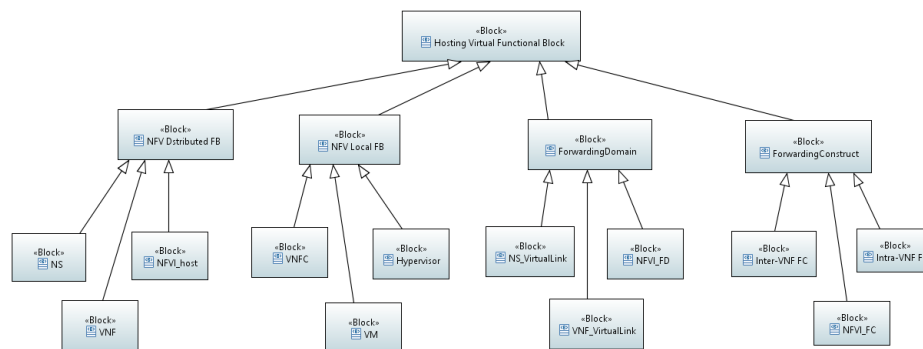 «Block»
Hosting Virtual Functional Block
«Block»
NFV Dstributed FB
«Block»
NFV Local FB
«Block»
ForwardingDomain
«Block»
ForwardingConstruct
«Block»
NS
«Block»
NFVI_host
«Block»
VNFC
«Block»
Hypervisor
«Block»
NS_VirtualLink
«Block»
NFVI_FD
«Block»
Inter-VNF FC
«Block»
Intra-VNF F
«Block»
VNF
«Block»
VM
«Block»
VNF_VirtualLink
«Block»
NFVI_FC